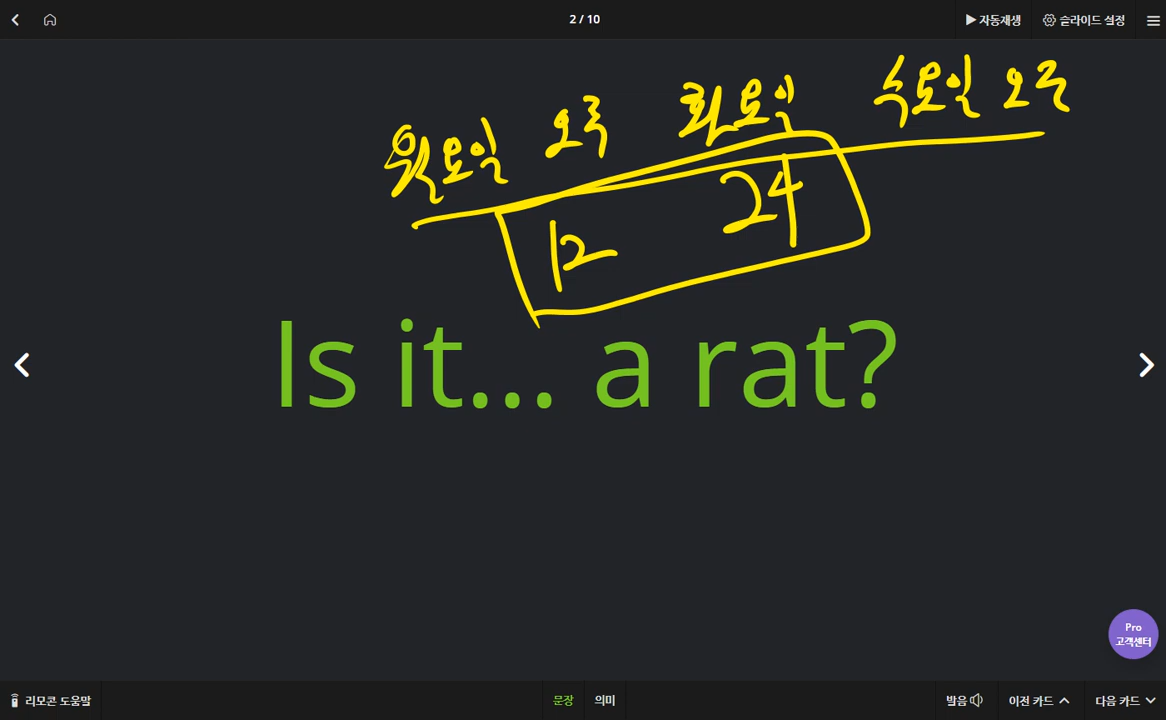 2 / 10
자동재생
슬라이드 설정
월요일 오후 화요일 수요일 오후
12 24
Is it... a rat?
Pro
고객센터
리모콘 도움말
문장
의미
발음
이전 카드
다음 카드